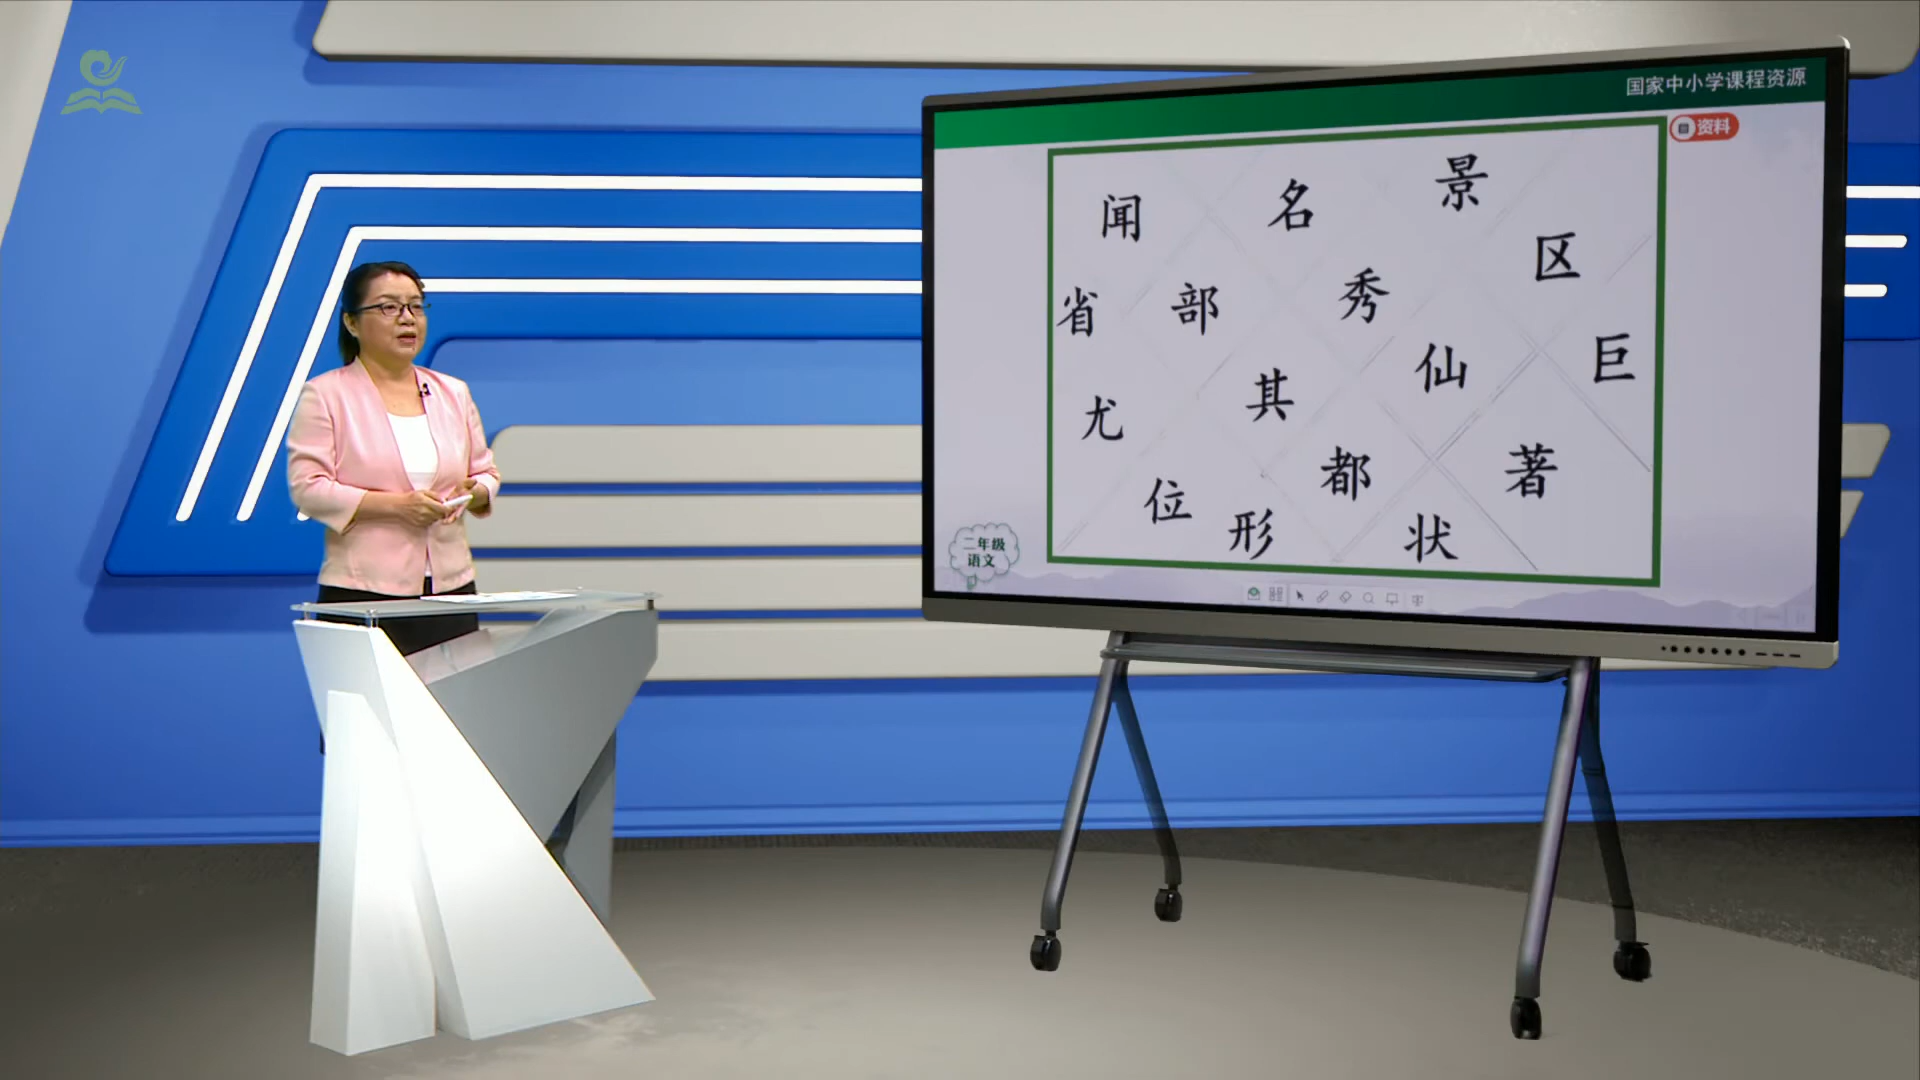 国家中小学课程资源
资料
闻 名 景
区
省 部 秀
仙 巨
尤 其
都 著
位 形 状
二年级
语文